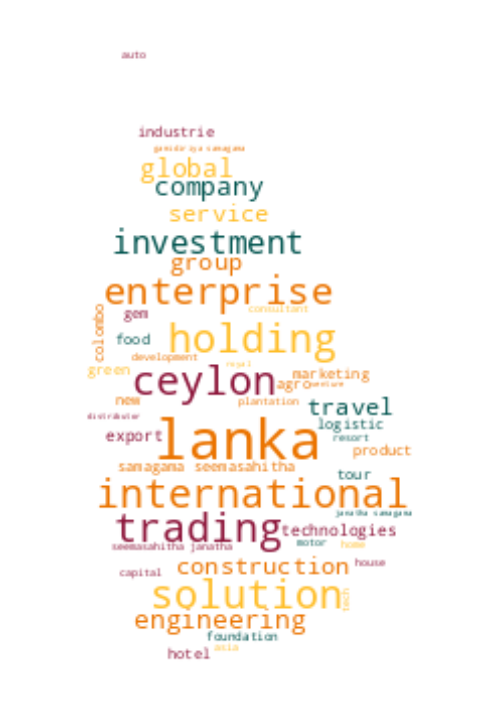 auto
industrie
gamidiriya samagama
global
company
service
investment
group
enterprise
consultant
colombo
gem
food
holding
development
royal
green
ceylon
marketing
agro
venture
new
plantation
travel
distributor
logistic
export
lanka
resort
product
samagama
seemasahitha
tour
international
janatha samagama
trading
technologies
motor
home
seemasahitha janatha
construction
house
capital
solution
tech
engineering
foundation
asia
hotel